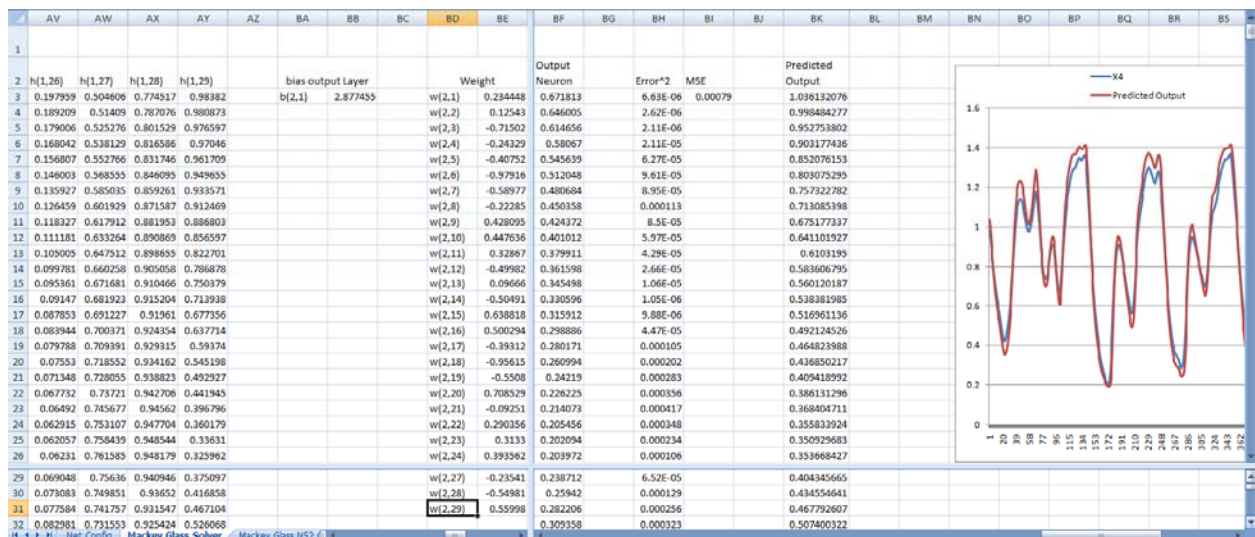 AV AW AX AY AZ BA BB BC BD BE BF BG BH BI BJ BK BL BM BN BO BP BQ BR BS
1
Output Predicted
2 h(1,26) h(1,27) h(1,28) h(1,29) bias output Layer Weight Neuron Error^2 MSE Output
3 0.197959 0.504606 0.774517 0.98382 b(2,1) 2.877455 w(2,1) 0.234448 0.671813 6.63E-06 0.00079 1.036132076
4 0.189209 0.51409 0.787076 0.980873 w(2,2) 0.12543 0.646005 2.62E-06 0.998484277
5 0.179006 0.525276 0.801529 0.976597 w(2,3) -0.71502 0.614656 2.11E-06 0.952753802
6 0.168042 0.538129 0.816586 0.97046 w(2,4) -0.24329 0.58067 2.11E-05 0.903177436
7 0.156807 0.552766 0.831746 0.961709 w(2,5) -0.40752 0.545639 6.27E-05 0.852076153
8 0.146003 0.568555 0.846095 0.949655 w(2,6) -0.97916 0.512048 9.61E-05 0.803075295
9 0.135927 0.585035 0.859261 0.933571 w(2,7) -0.58977 0.480684 8.95E-05 0.757322782
10 0.126459 0.601929 0.871587 0.912469 w(2,8) -0.22285 0.450358 0.000113 0.713085398
11 0.118327 0.617912 0.881953 0.886803 w(2,9) 0.428095 0.424372 8.5E-05 0.675177337
12 0.111181 0.633264 0.890869 0.856597 w(2,10) 0.447636 0.401012 5.97E-05 0.641101927
13 0.105005 0.647512 0.898655 0.822701 w(2,11) 0.32867 0.379911 4.29E-05 0.6103195
14 0.099781 0.660258 0.905058 0.786878 w(2,12) -0.49982 0.361598 2.66E-05 0.583606795
15 0.095361 0.671681 0.910466 0.750379 w(2,13) 0.09666 0.345498 1.06E-05 0.560120187
16 0.09147 0.681923 0.915204 0.713938 w(2,14) -0.50491 0.330596 1.05E-06 0.538381985
17 0.087853 0.691227 0.91961 0.677356 w(2,15) 0.638818 0.315912 9.88E-06 0.516961136
18 0.083944 0.700371 0.924354 0.637714 w(2,16) 0.500294 0.298886 4.47E-05 0.492124526
19 0.079788 0.709391 0.929315 0.59374 w(2,17) -0.39312 0.280171 0.000105 0.464823988
20 0.07553 0.718552 0.934162 0.545198 w(2,18) -0.95615 0.260994 0.000202 0.436850217
21 0.071348 0.728055 0.938823 0.492927 w(2,19) -0.5508 0.24219 0.000283 0.409418992
22 0.067732 0.73721 0.942706 0.441945 w(2,20) 0.708529 0.226225 0.000356 0.386131296
23 0.06492 0.745677 0.94562 0.396796 w(2,21) -0.09251 0.214073 0.000417 0.368404711
24 0.062915 0.753107 0.947704 0.360179 w(2,22) 0.290356 0.205456 0.000348 0.355833924
25 0.062057 0.758439 0.948544 0.33631 w(2,23) 0.3133 0.202094 0.000234 0.350929683
26 0.06231 0.761585 0.948179 0.325962 w(2,24) 0.393562 0.203972 0.000106 0.353668427
29 0.069048 0.75636 0.940946 0.375097 w(2,27) -0.23541 0.238712 6.52E-05 0.404345665
30 0.073083 0.749851 0.93652 0.416858 w(2,28) -0.54981 0.25942 0.000129 0.434554641
31 0.077584 0.741757 0.931547 0.467104 w(2,29) 0.55998 0.282206 0.000256 0.467792607
32 0.082981 0.731553 0.925424 0.526068 0.309358 0.000323 0.507400322
X4
Predicted Output
1.6
1.4
1.2
1
0.8
0.6
0.4
0.2
0
1 20 39 58 77 96 115 134 153 172 191 210 229 248 267 286 305 324 343 362
Net Config Mackey Glass Solver Mackey Glass NS2